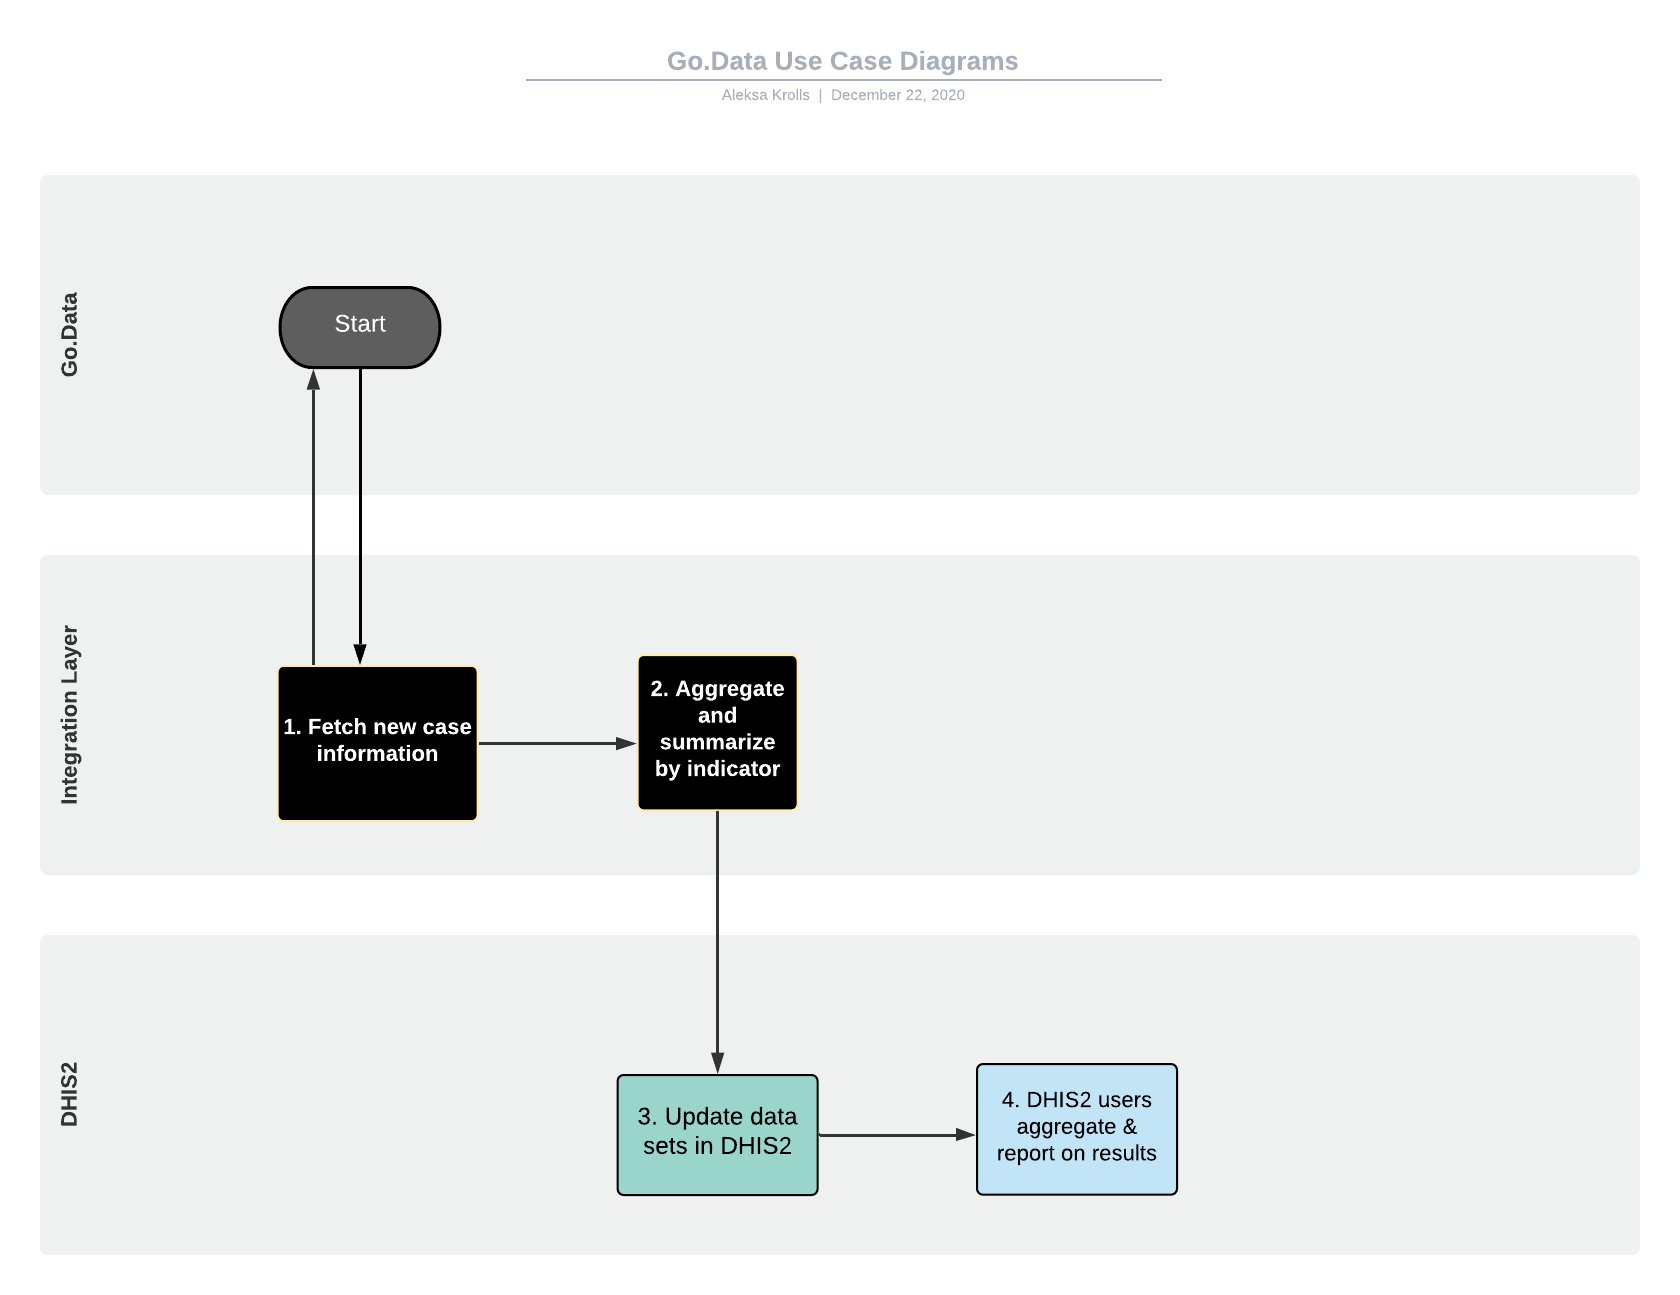 Go.Data Use Case Diagrams
Aleksa Krolls | December 22, 2020
Go.Data
Start
Integration Layer
1. Fetch new case
information
2. Aggregate
and
summarize
by indicator
DHIS2
3. Update data
sets in DHIS2
4. DHIS2 users
aggregate &
report on results